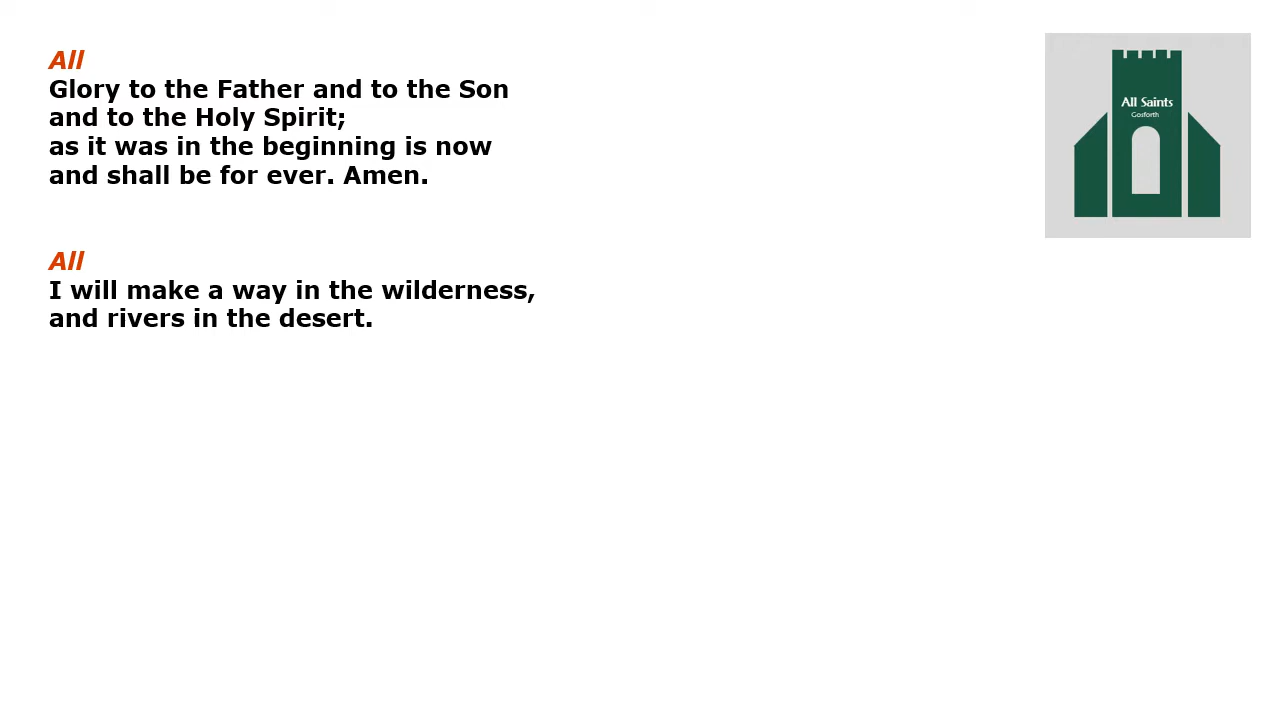 All
Glory to the Father and to the Son
and to the Holy Spirit;
as it was in the beginning is now
and shall be for ever. Amen.
All
I will make a way in the wilderness,
and rivers in the desert.
All Saints
Gosforth